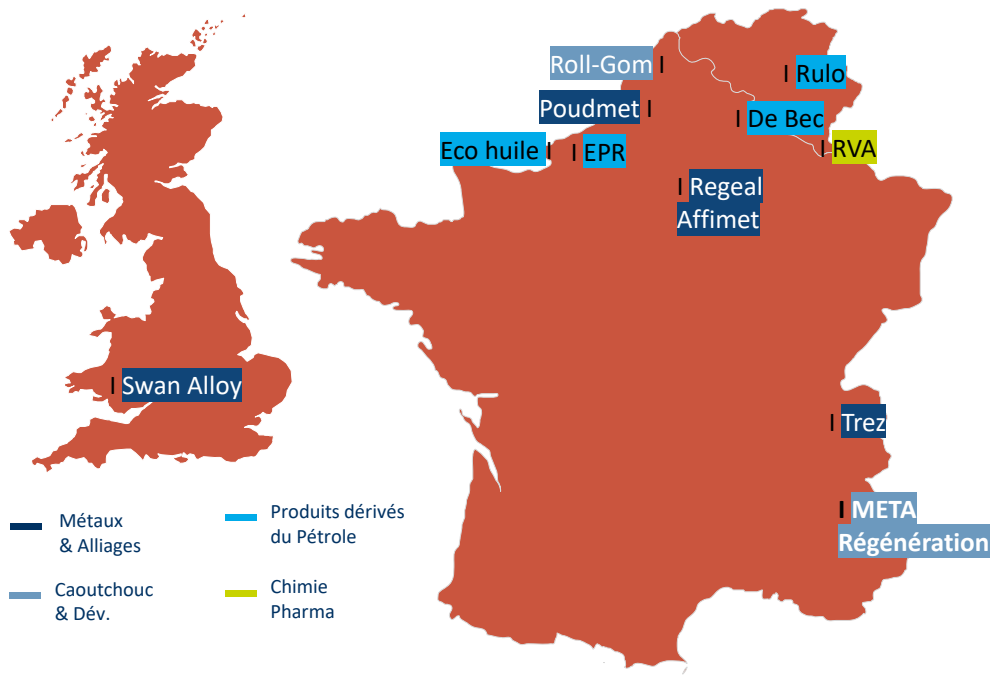 Roll-Gom I
I Rulo
Poudmet I
I De Bec
Eco huile I
I EPR
I RVA
I Regeal
Affimet
I Swan Alloy
I Trez
I META
Régénération
Métaux
& Alliages
Produits dérivés
du Pétrole
Caoutchouc
& Dév.
Chimie
Pharma